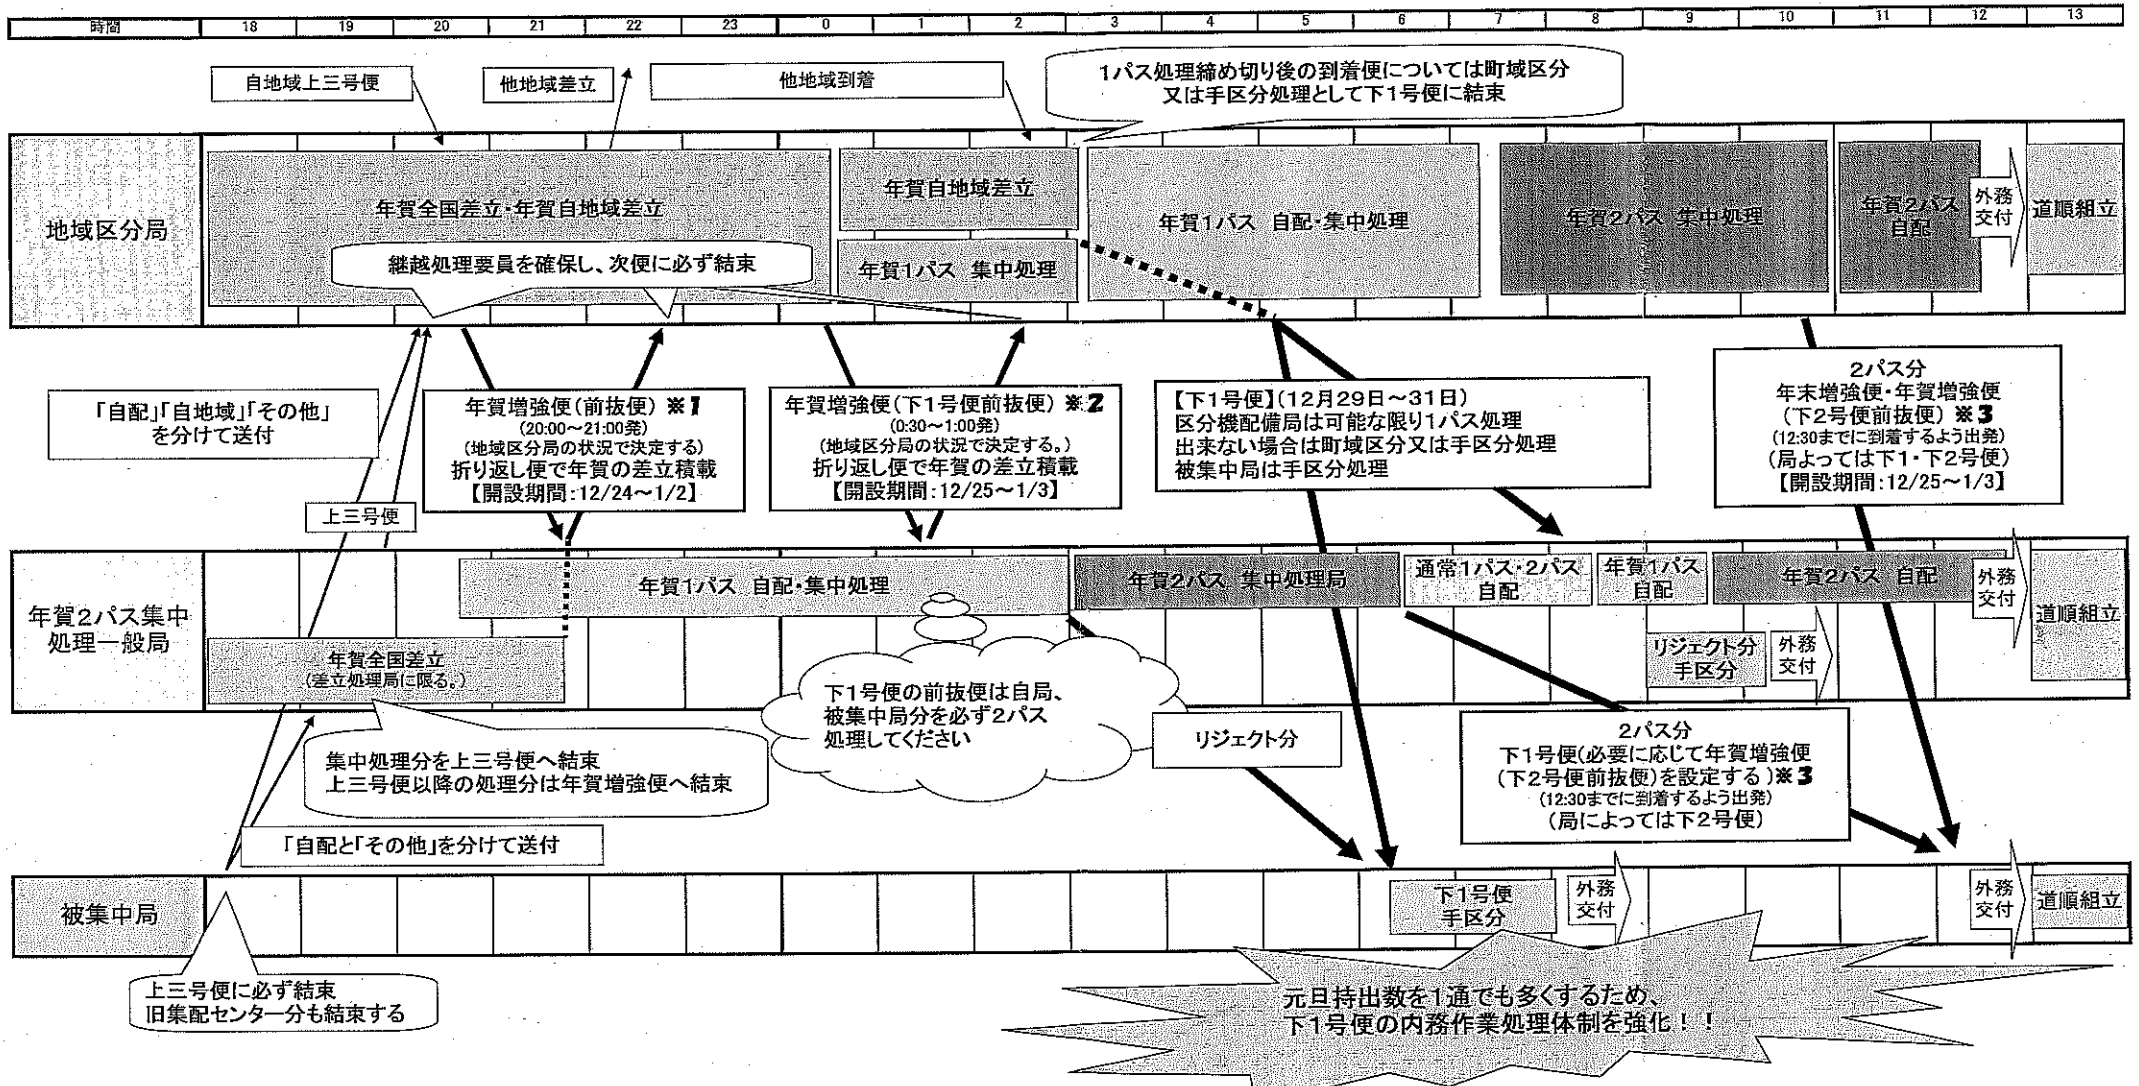 時間 18 19 20 21 22 23 0 1 2 3 4 5 6 7 8 9 10 11 12 13
自地域上三号便
他地域差立
他地域到着
1パス処理締め切り後の到着便については町域区分
又は手区分処理として下1号便に結束
地域区分局
年賀全国差立・年賀自地域差立
年賀自地域差立
年賀1パス 集中処理
年賀1パス 自配・集中処理
年賀2パス 集中処理
年賀2パス
自配
外務
交付
道順組立
継越処理要員を確保し、次便に必ず結束
「自配」「自地域」「その他」
を分けて送付
上三号便
年賀増強便(前抜便) ※1
(20:00~21:00発)
(地域区分局の状況で決定する)
折り返し便で年賀の差立積載
【開設期間:12/24~1/2】
年賀増強便(下1号便前抜便) ※2
(0:30~1:00発)
(地域区分局の状況で決定する。)
折り返し便で年賀の差立積載
【開設期間:12/25~1/3】
【下1号便】(12月29日~31日)
区分機配備局は可能な限り1パス処理
出来ない場合は町域区分又は手区分処理
被集中局は手区分処理
2パス分
年末増強便・年賀増強便
(下2号便前抜便) ※3
(12:30までに到着するよう出発)
(局よっては下1・下2号便)
【開設期間:12/25~1/3】
年賀2パス集中
処理一般局
年賀1パス 自配・集中処理
年賀2パス 集中処理局
通常1パス・2パス
自配
年賀1パス
自配
年賀2パス 自配
外務
交付
道順組立
年賀全国差立
(差立処理局に限る。)
リジェクト分
手区分
外務
交付
下1号便の前抜便は自局、
被集中局分を必ず2パス
処理してください
集中処理分を上三号便へ結束
上三号便以降の処理分は年賀増強便へ結束
リジェクト分
2パス分
下1号便(必要に応じて年賀増強便
(下2号便前抜便)を設定する)※3
(12:30までに到着するよう出発)
(局によっては下2号便)
「自配と「その他」を分けて送付
被集中局
下1号便
手区分
外務
交付
外務
交付
道順組立
上三号便に必ず結束
旧集配センター分も結束する
元旦持出数を1通でも多くするため、
下1号便の内務作業処理体制を強化!!